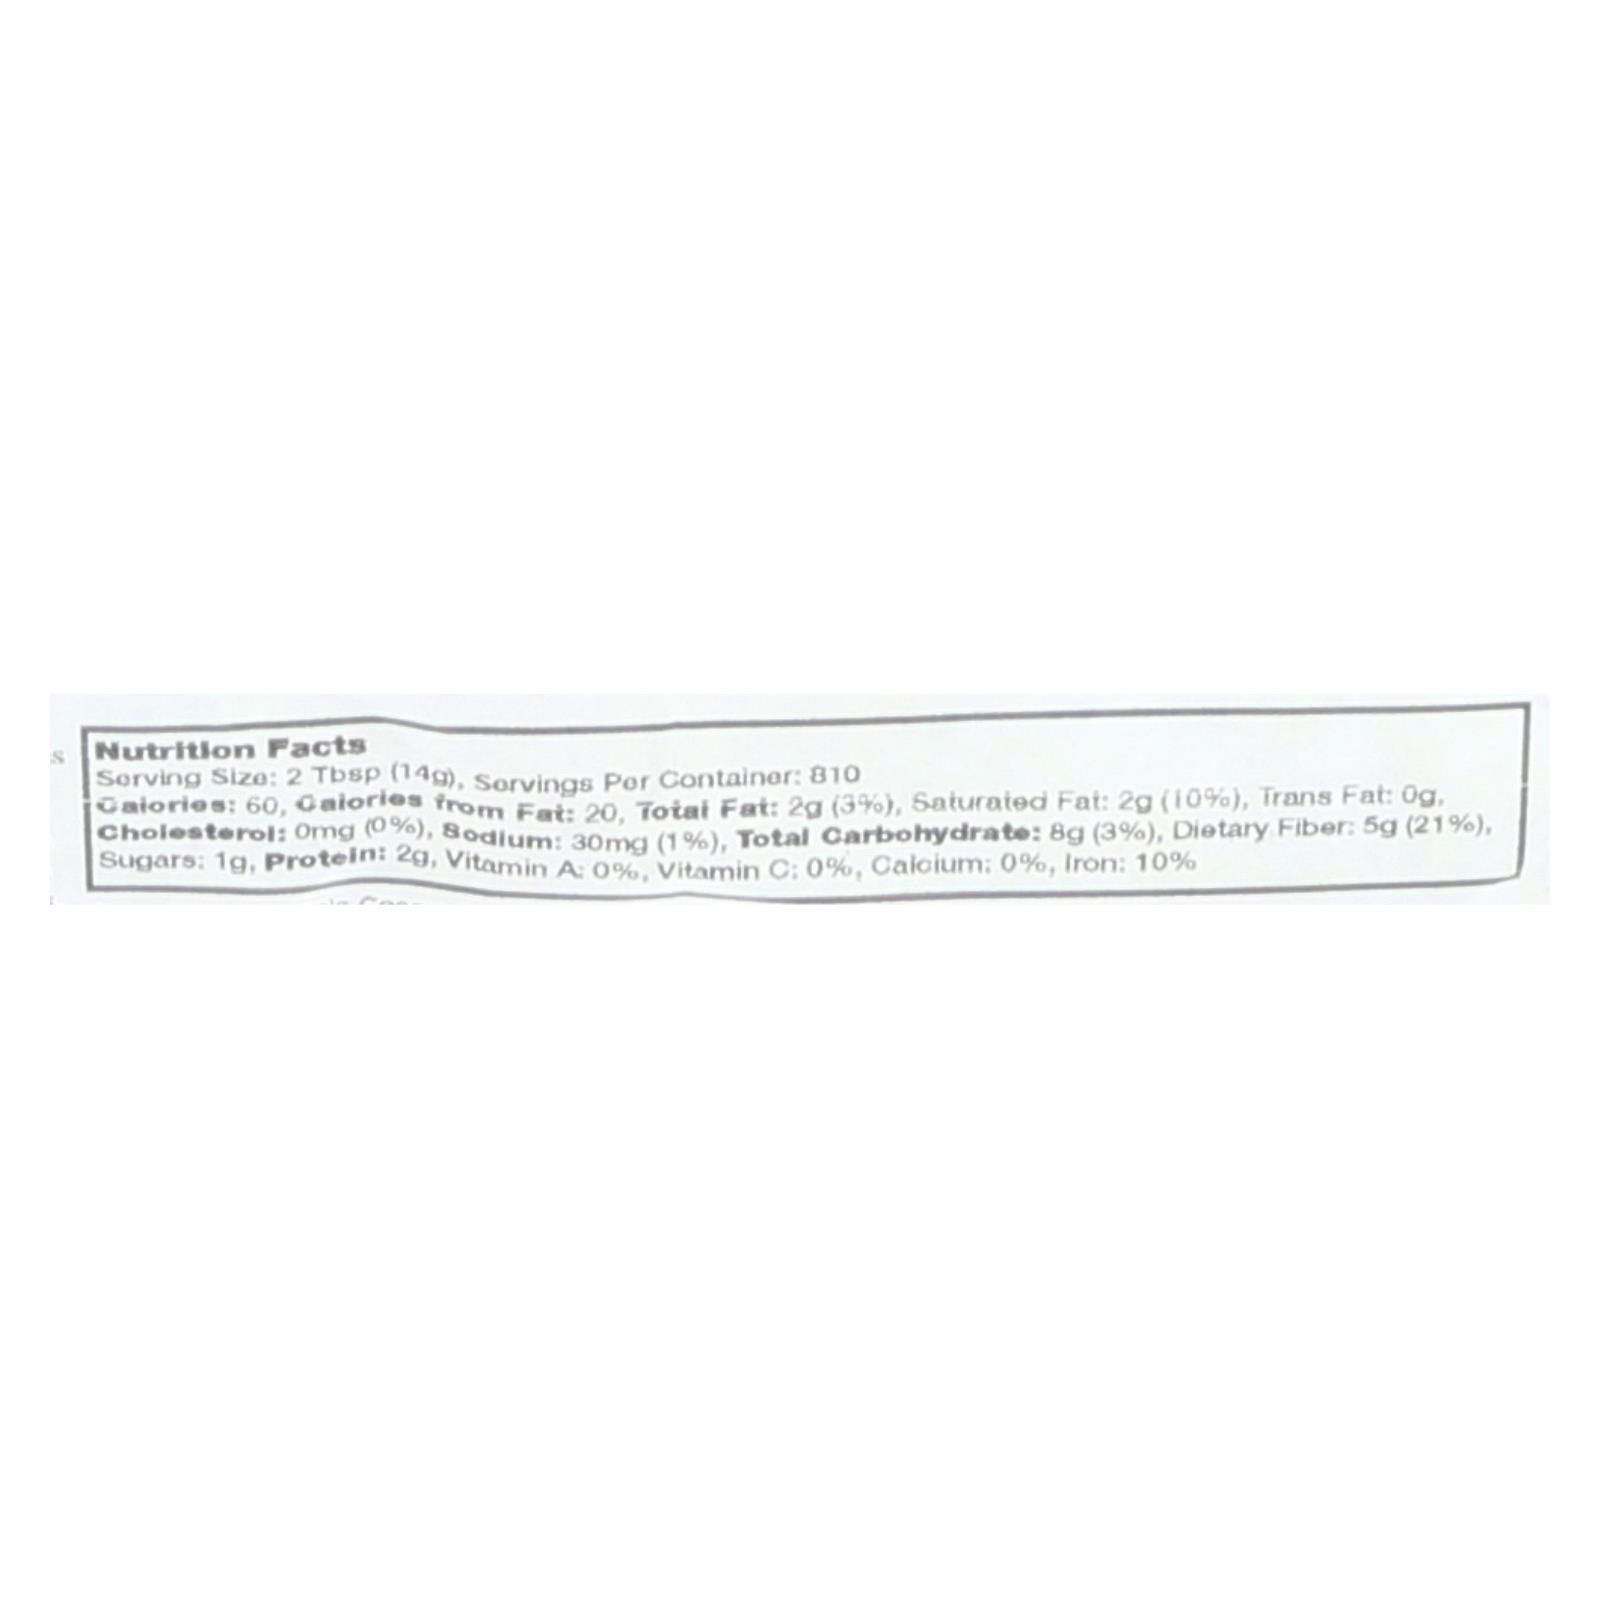 Nutrition Facts
Serving Size: 2 Tbsp (14g), Servings Per Container: 810
Calories: 60, Calories from Fat: 20, Total Fat: 2g (3%), Saturated Fat: 2g (10%), Trans Fat: 0g,
Cholesterol: 0mg (0%), Sodium: 30mg (1%), Total Carbohydrate: 8g (3%), Dietary Fiber: 5g (21%),
Sugars: 1g, Protein: 2g, Vitamin A: 0%, Vitamin C: 0%, Calcium: 0%, Iron: 10%